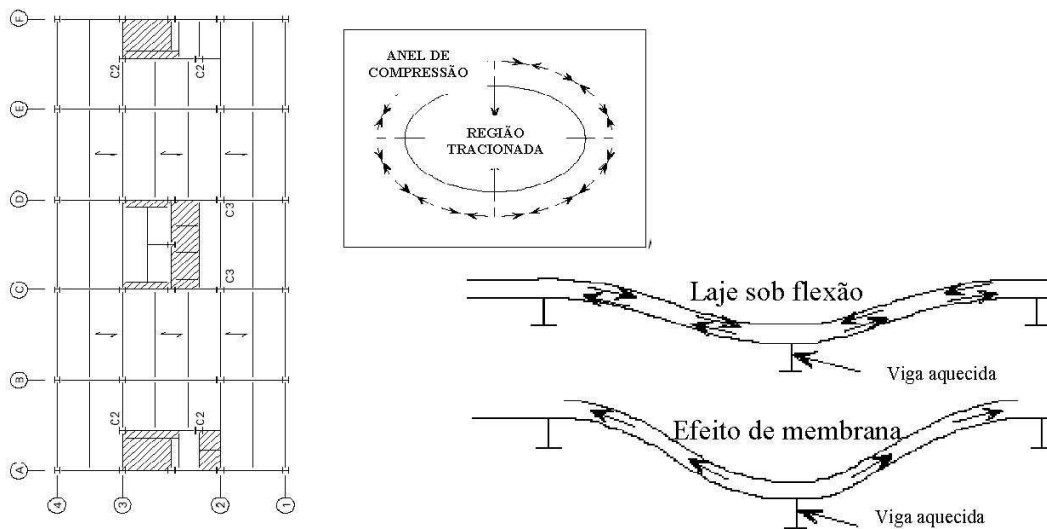 F
E
D
C
B
A
4
3
2
1
C2
C2
C3
C3
C2
C2
ANEL DE
COMPRESSÃO
REGIÃO
TRACIONADA
Laje sob flexão
Viga aquecida
Efeito de membrana
Viga aquecida